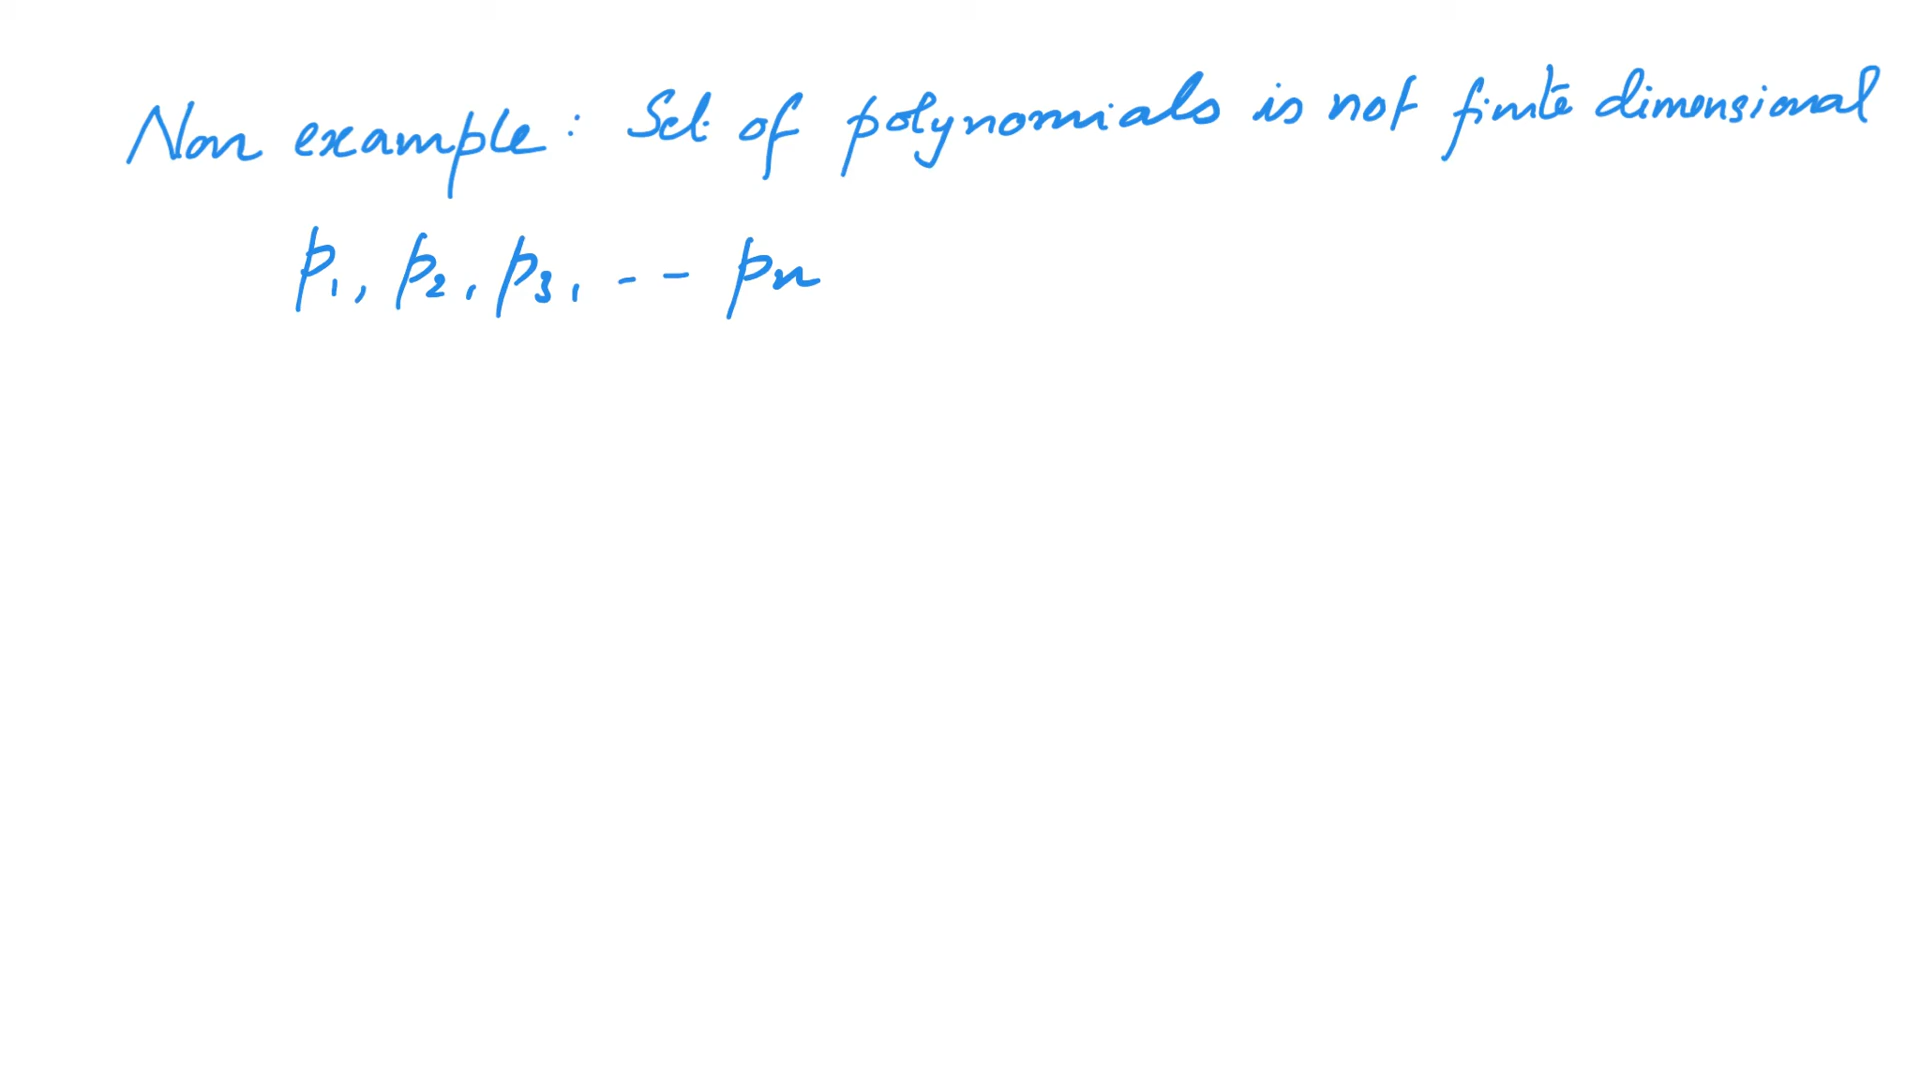 Non example: Set of polynomials is not finite dimensional
p₁, p₂, p₃, -- pₙ